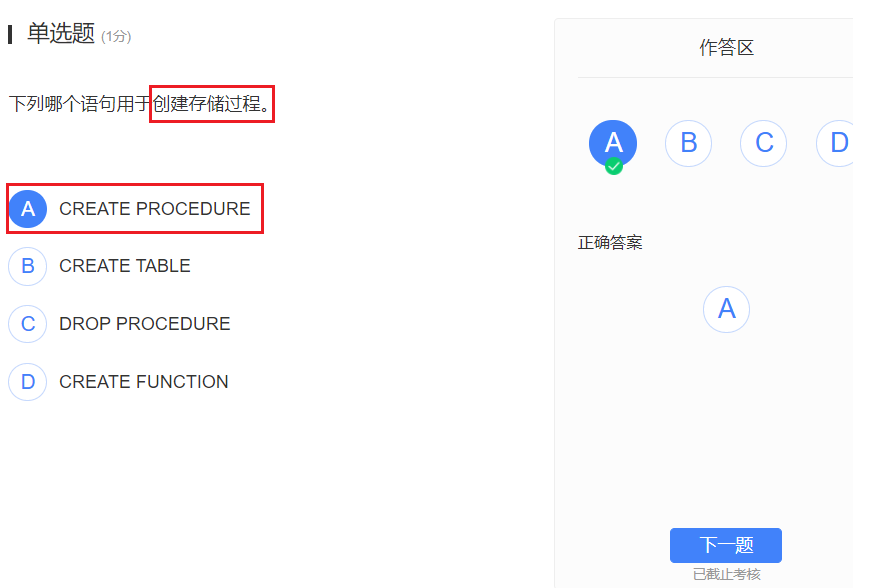 单选题 (1分)
下列哪个语句用于创建存储过程。
A CREATE PROCEDURE
B CREATE TABLE
C DROP PROCEDURE
D CREATE FUNCTION
作答区
A B C D
正确答案
A
下一题
已截止考核